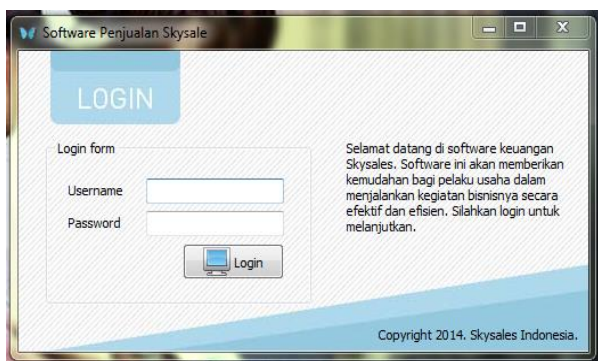 Software Penjualan Skysale
LOGIN
Login form
Username
Password
Login
Selamat datang di software keuangan
Skysales. Software ini akan memberikan
kemudahan bagi pelaku usaha dalam
menjalankan kegiatan bisnisnya secara
efektif dan efisien. Silahkan login untuk
melanjutkan.
Copyright 2014. Skysales Indonesia.